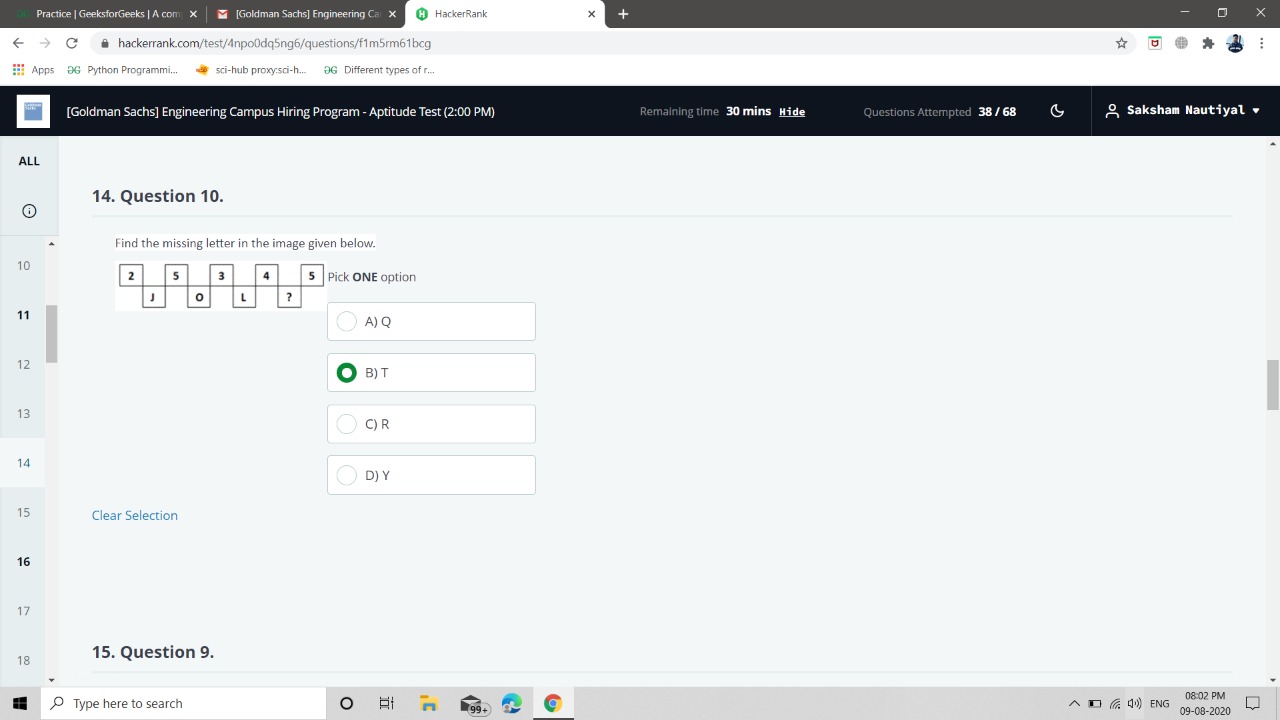 Practice | GeeksforGeeks | A com
[Goldman Sachs] Engineering Ca
HackerRank
hackerrank.com/test/4npo0dq5ng6/questions/f1m5rm61bcg
Apps
Python Programmi...
sci-hub proxy:sci-h...
Different types of r...
[Goldman Sachs] Engineering Campus Hiring Program - Aptitude Test (2:00 PM)
Remaining time 30 mins Hide
Questions Attempted 38 / 68
Saksham Nautiyal
ALL
10
11
12
13
14
15
16
17
18
14. Question 10.
Find the missing letter in the image given below.
2 5 3 4 5
J O L ?
Pick ONE option
A) Q
B) T
C) R
D) Y
Clear Selection
15. Question 9.
Type here to search
99+
ENG
08:02 PM
09-08-2020